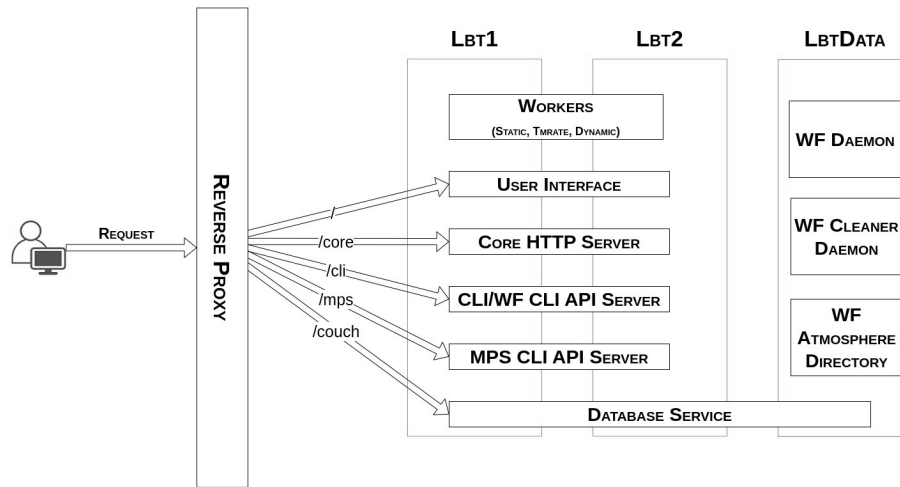 Lbt1
Lbt2
LbtData
Workers
(Static, Tmrate, Dynamic)
WF Daemon
Reverse Proxy
User Interface
/
Request
/core
Core HTTP Server
WF Cleaner
Daemon
/cli
CLI/WF CLI API Server
/mps
WF
Atmosphere
Directory
/couch
MPS CLI API Server
Database Service